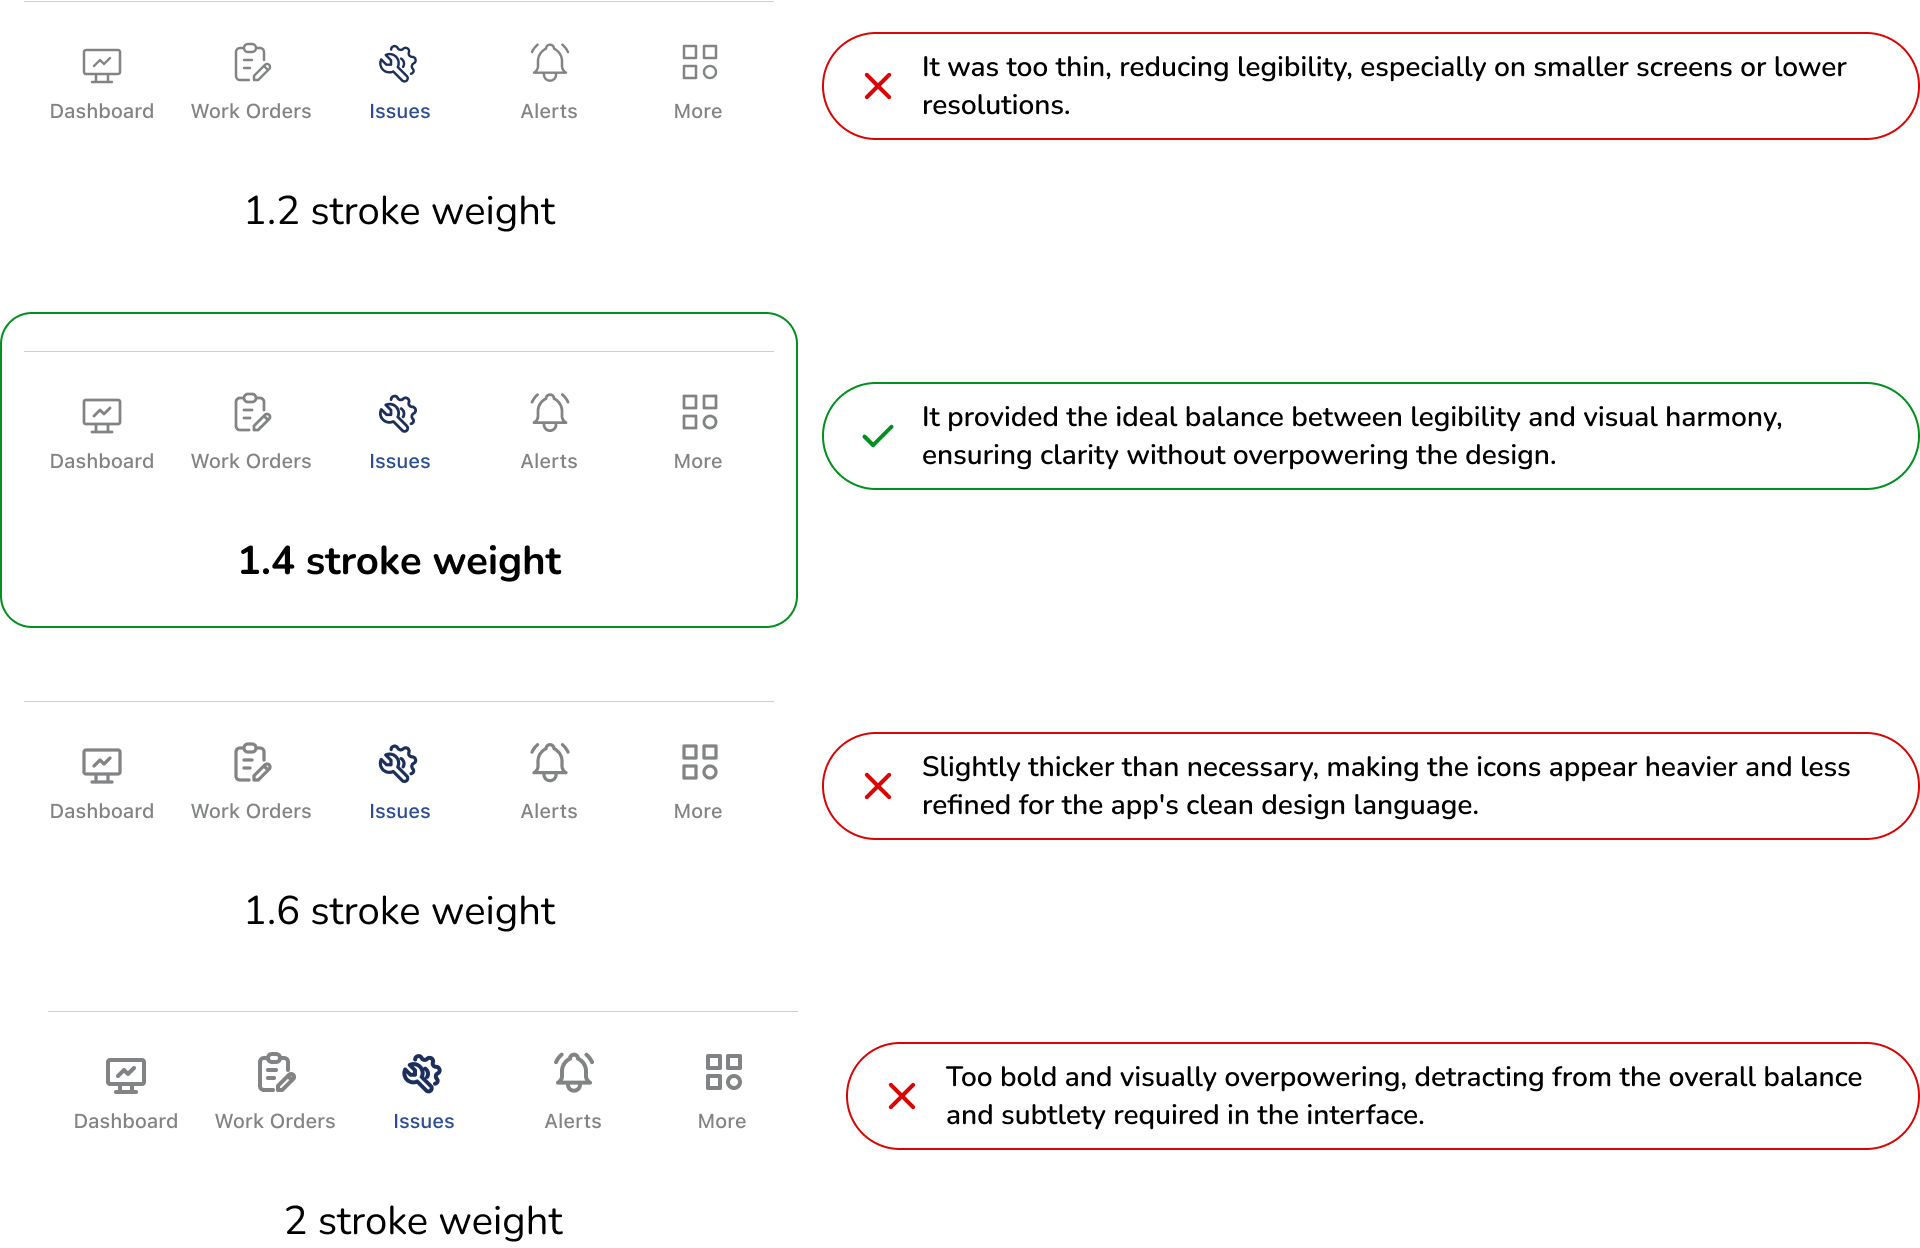 Dashboard Work Orders Issues Alerts More
It was too thin, reducing legibility, especially on smaller screens or lower
resolutions.
1.2 stroke weight
Dashboard Work Orders Issues Alerts More
It provided the ideal balance between legibility and visual harmony,
ensuring clarity without overpowering the design.
1.4 stroke weight
Dashboard Work Orders Issues Alerts More
Slightly thicker than necessary, making the icons appear heavier and less
refined for the app's clean design language.
1.6 stroke weight
Dashboard Work Orders Issues Alerts More
Too bold and visually overpowering, detracting from the overall balance
and subtlety required in the interface.
2 stroke weight